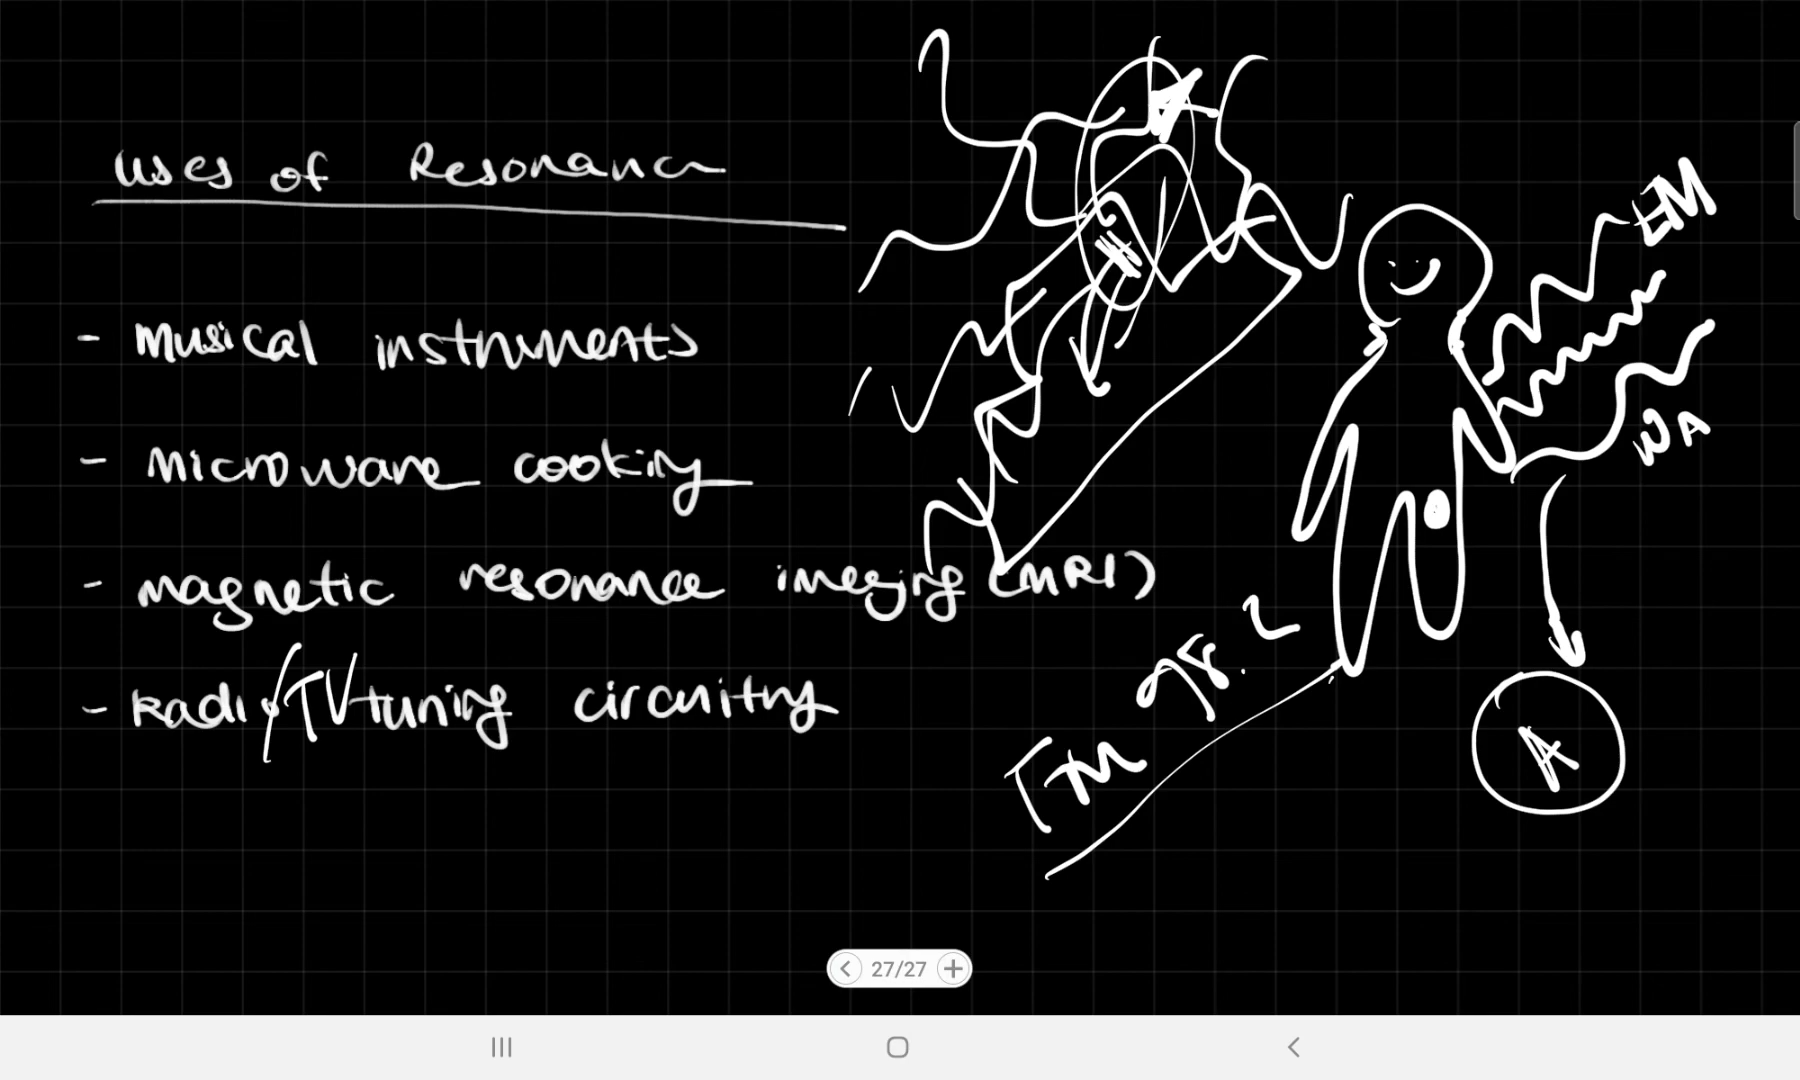 uses of Resonance
- musical instruments
- microwave cooking
- magnetic resonance imaging (MRI)
- Radio/TV tuning circuitry
EM
FM 98.2
A
27/27